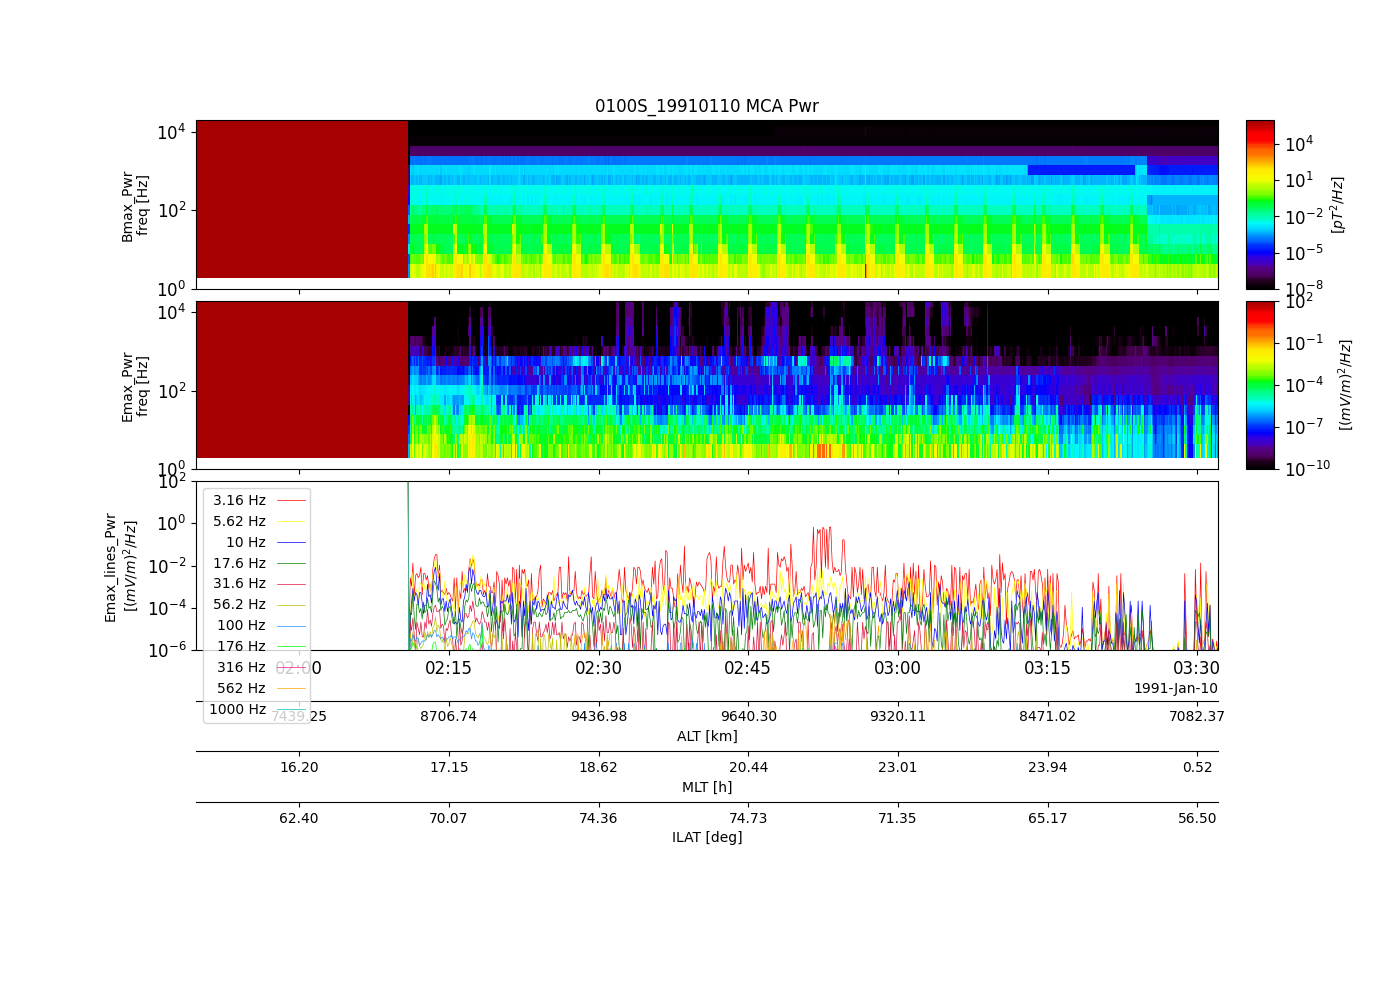 0100S_19910110 MCA Pwr
Bmax_Pwr
freq [Hz]
10^4
10^2
10^0
10^4
10^1
10^-2
10^-5
10^-8
[pT^2/Hz]
Emax_Pwr
freq [Hz]
10^4
10^2
10^0
10^2
10^-1
10^-4
10^-7
10^-10
[(mV/m)^2/Hz]
Emax_lines_Pwr
[(mV/m)^2/Hz]
10^2
10^0
10^-2
10^-4
10^-6
3.16 Hz
5.62 Hz
10 Hz
17.6 Hz
31.6 Hz
56.2 Hz
100 Hz
176 Hz
316 Hz
562 Hz
1000 Hz
02:00 02:15 02:30 02:45 03:00 03:15 03:30
1991-Jan-10
7439.25 8706.74 9436.98 9640.30 9320.11 8471.02 7082.37
ALT [km]
16.20 17.15 18.62 20.44 23.01 23.94 0.52
MLT [h]
62.40 70.07 74.36 74.73 71.35 65.17 56.50
ILAT [deg]